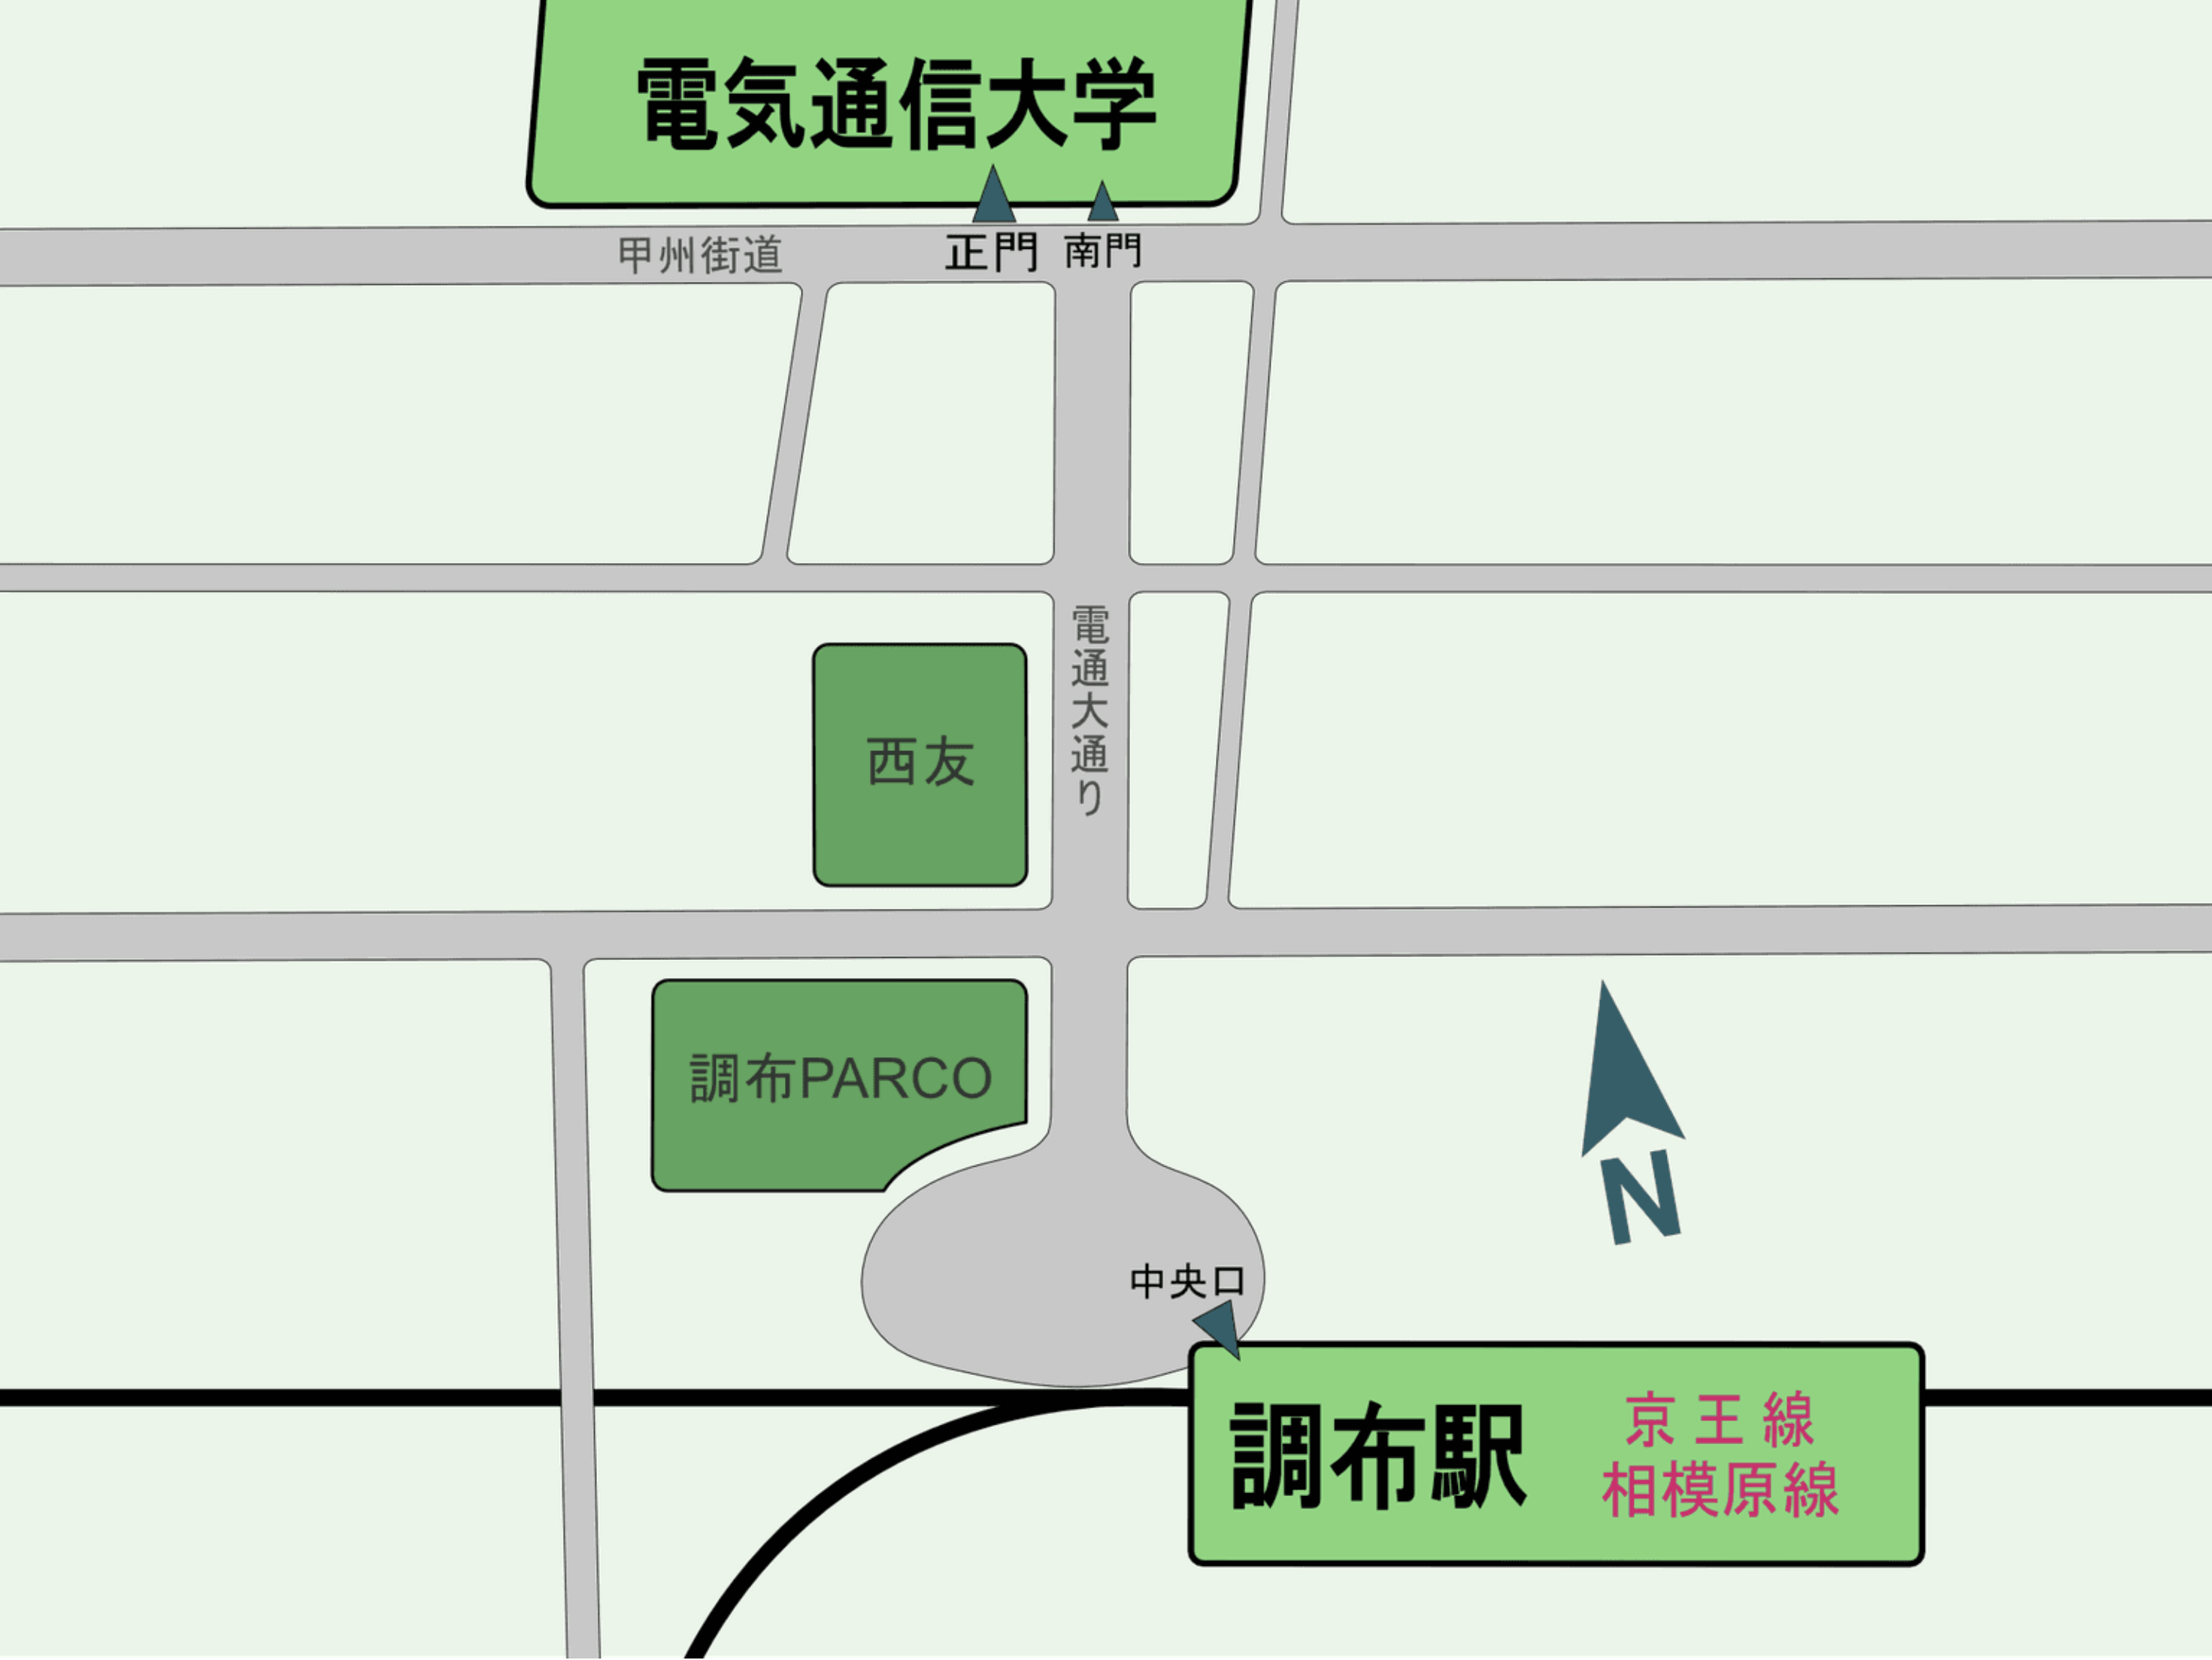 電気通信大学
甲州街道
正門
南門
電通大通り
西友
調布PARCO
N
中央口
調布駅
京王線
相模原線